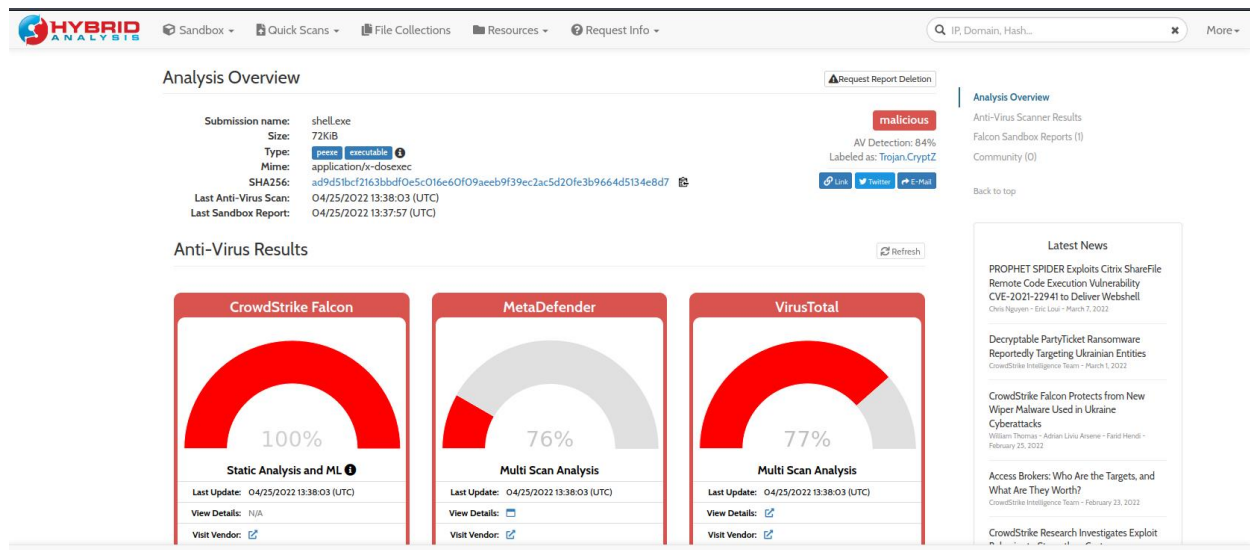 HYBRID
ANALYSIS
Sandbox
Quick Scans
File Collections
Resources
Request Info
IP, Domain, Hash...
More
Analysis Overview
Request Report Deletion
Submission name: shell.exe
Size: 72KiB
Type: peexe executable
Mime: application/x-dosexec
SHA256: ad9d51bcf2163bbdf0e5c016e60f09aeeb9f39ec2ac5d20fe3b9664d5134e8d7
Last Anti-Virus Scan: 04/25/2022 13:38:03 (UTC)
Last Sandbox Report: 04/25/2022 13:37:57 (UTC)
malicious
AV Detection: 84%
Labeled as: Trojan.CryptZ
Link Twitter E-Mail
Anti-Virus Results
Refresh
CrowdStrike Falcon
100%
Static Analysis and ML
Last Update: 04/25/2022 13:38:03 (UTC)
View Details: N/A
Visit Vendor:
MetaDefender
76%
Multi Scan Analysis
Last Update: 04/25/2022 13:38:03 (UTC)
View Details:
Visit Vendor:
VirusTotal
77%
Multi Scan Analysis
Last Update: 04/25/2022 13:38:03 (UTC)
View Details:
Visit Vendor:
Analysis Overview
Anti-Virus Scanner Results
Falcon Sandbox Reports (1)
Community (0)
Back to top
Latest News
PROPHET SPIDER Exploits Citrix ShareFile
Remote Code Execution Vulnerability
CVE-2021-22941 to Deliver Webshell
Chris Nguyen - Eric Loui - March 7, 2022
Decryptable PartyTicket Ransomware
Reportedly Targeting Ukrainian Entities
CrowdStrike Intelligence Team - March 1, 2022
CrowdStrike Falcon Protects from New
Wiper Malware Used in Ukraine
Cyberattacks
William Thomas - Adrian Liviu Arsene - Farid Hendi -
February 25, 2022
Access Brokers: Who Are the Targets, and
What Are They Worth?
CrowdStrike Intelligence Team - February 23, 2022
CrowdStrike Research Investigates Exploit